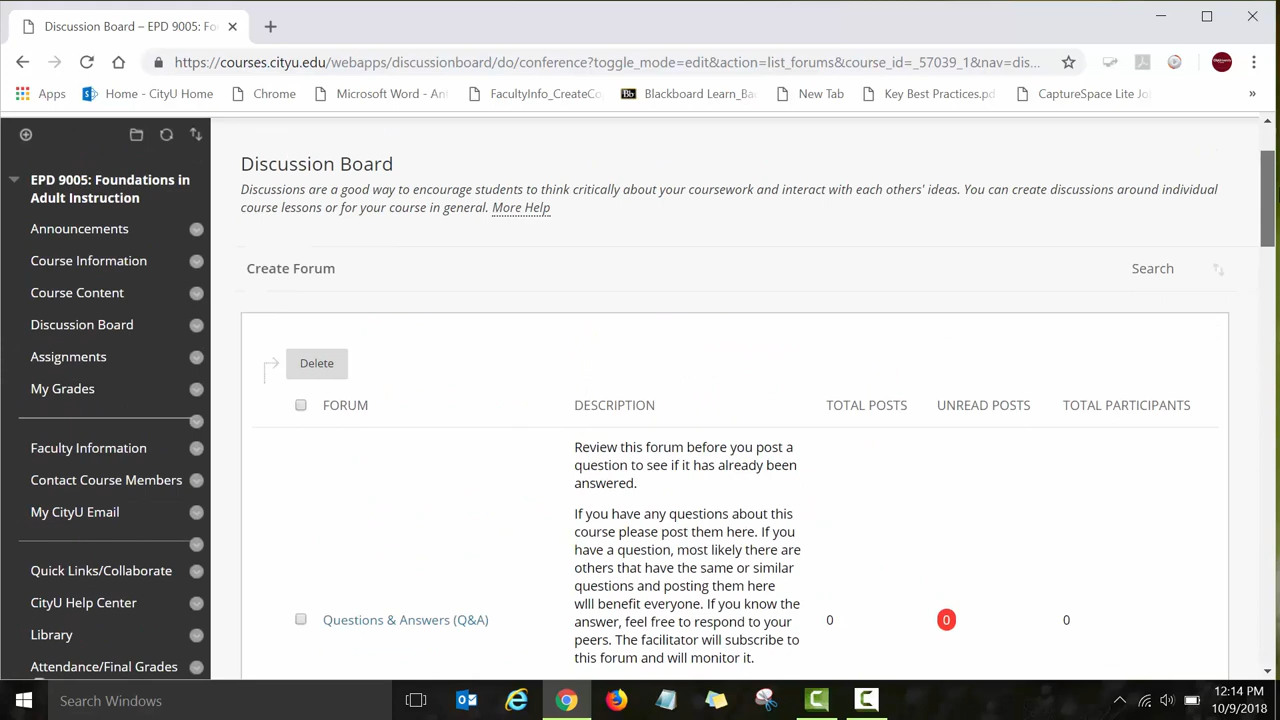 Discussion Board – EPD 9005: Fo
https://courses.cityu.edu/webapps/discussionboard/do/conference?toggle_mode=edit&action=list_forums&course_id=_57039_1&nav=dis...
Apps
Home - CityU Home
Chrome
Microsoft Word - An
FacultyInfo_CreateCo
Bb
Blackboard Learn_Ba
New Tab
Key Best Practices.pd
CaptureSpace Lite Jo
»
EPD 9005: Foundations in
Adult Instruction
Announcements
Course Information
Course Content
Discussion Board
Assignments
My Grades
Faculty Information
Contact Course Members
My CityU Email
Quick Links/Collaborate
CityU Help Center
Library
Attendance/Final Grades
Discussion Board
Discussions are a good way to encourage students to think critically about your coursework and interact with each others' ideas. You can create discussions around individual
course lessons or for your course in general. More Help
Create Forum
Search
Delete
FORUM
DESCRIPTION
TOTAL POSTS
UNREAD POSTS
TOTAL PARTICIPANTS
Review this forum before you post a
question to see if it has already been
answered.
If you have any questions about this
course please post them here. If you
have a question, most likely there are
others that have the same or similar
questions and posting them here
will benefit everyone. If you know the
answer, feel free to respond to your
peers. The facilitator will subscribe to
this forum and will monitor it.
Questions & Answers (Q&A)
0
0
0
Search Windows
12:14 PM
10/9/2018